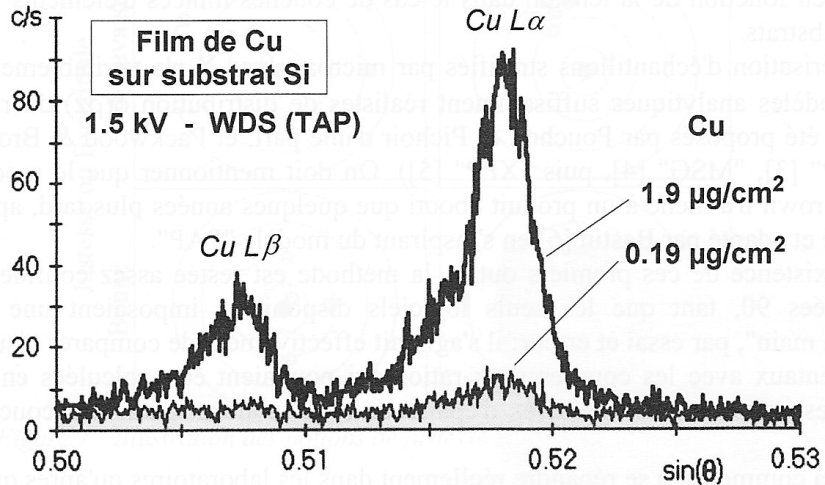 c/s
Cu Lα
Film de Cu
sur substrat Si
80
1.5 kV - WDS (TAP)
Cu
60
1.9 µg/cm²
Cu Lβ
0.19 µg/cm²
40
20
0
0.50
0.51
0.52
0.53
sin(θ)